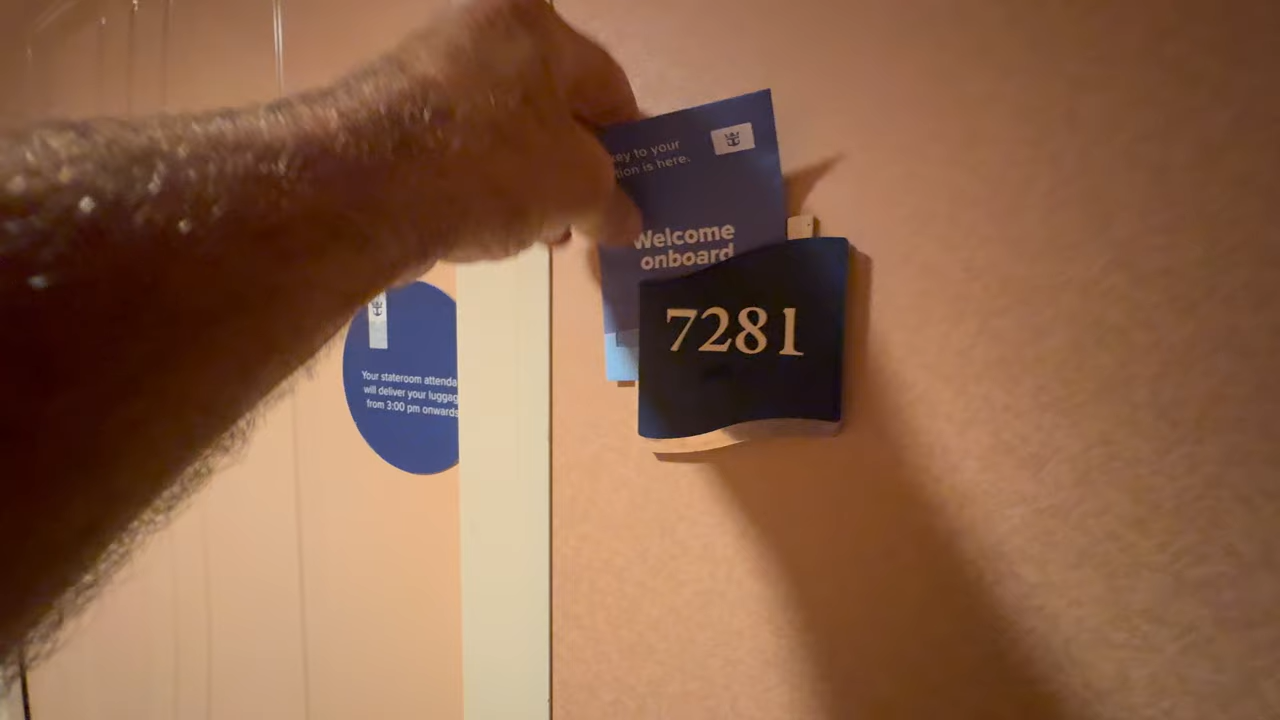 key to your
tion is here.
Welcome
onboard
7281
Your stateroom attenda
will deliver your luggag
from 3:00 pm onwards